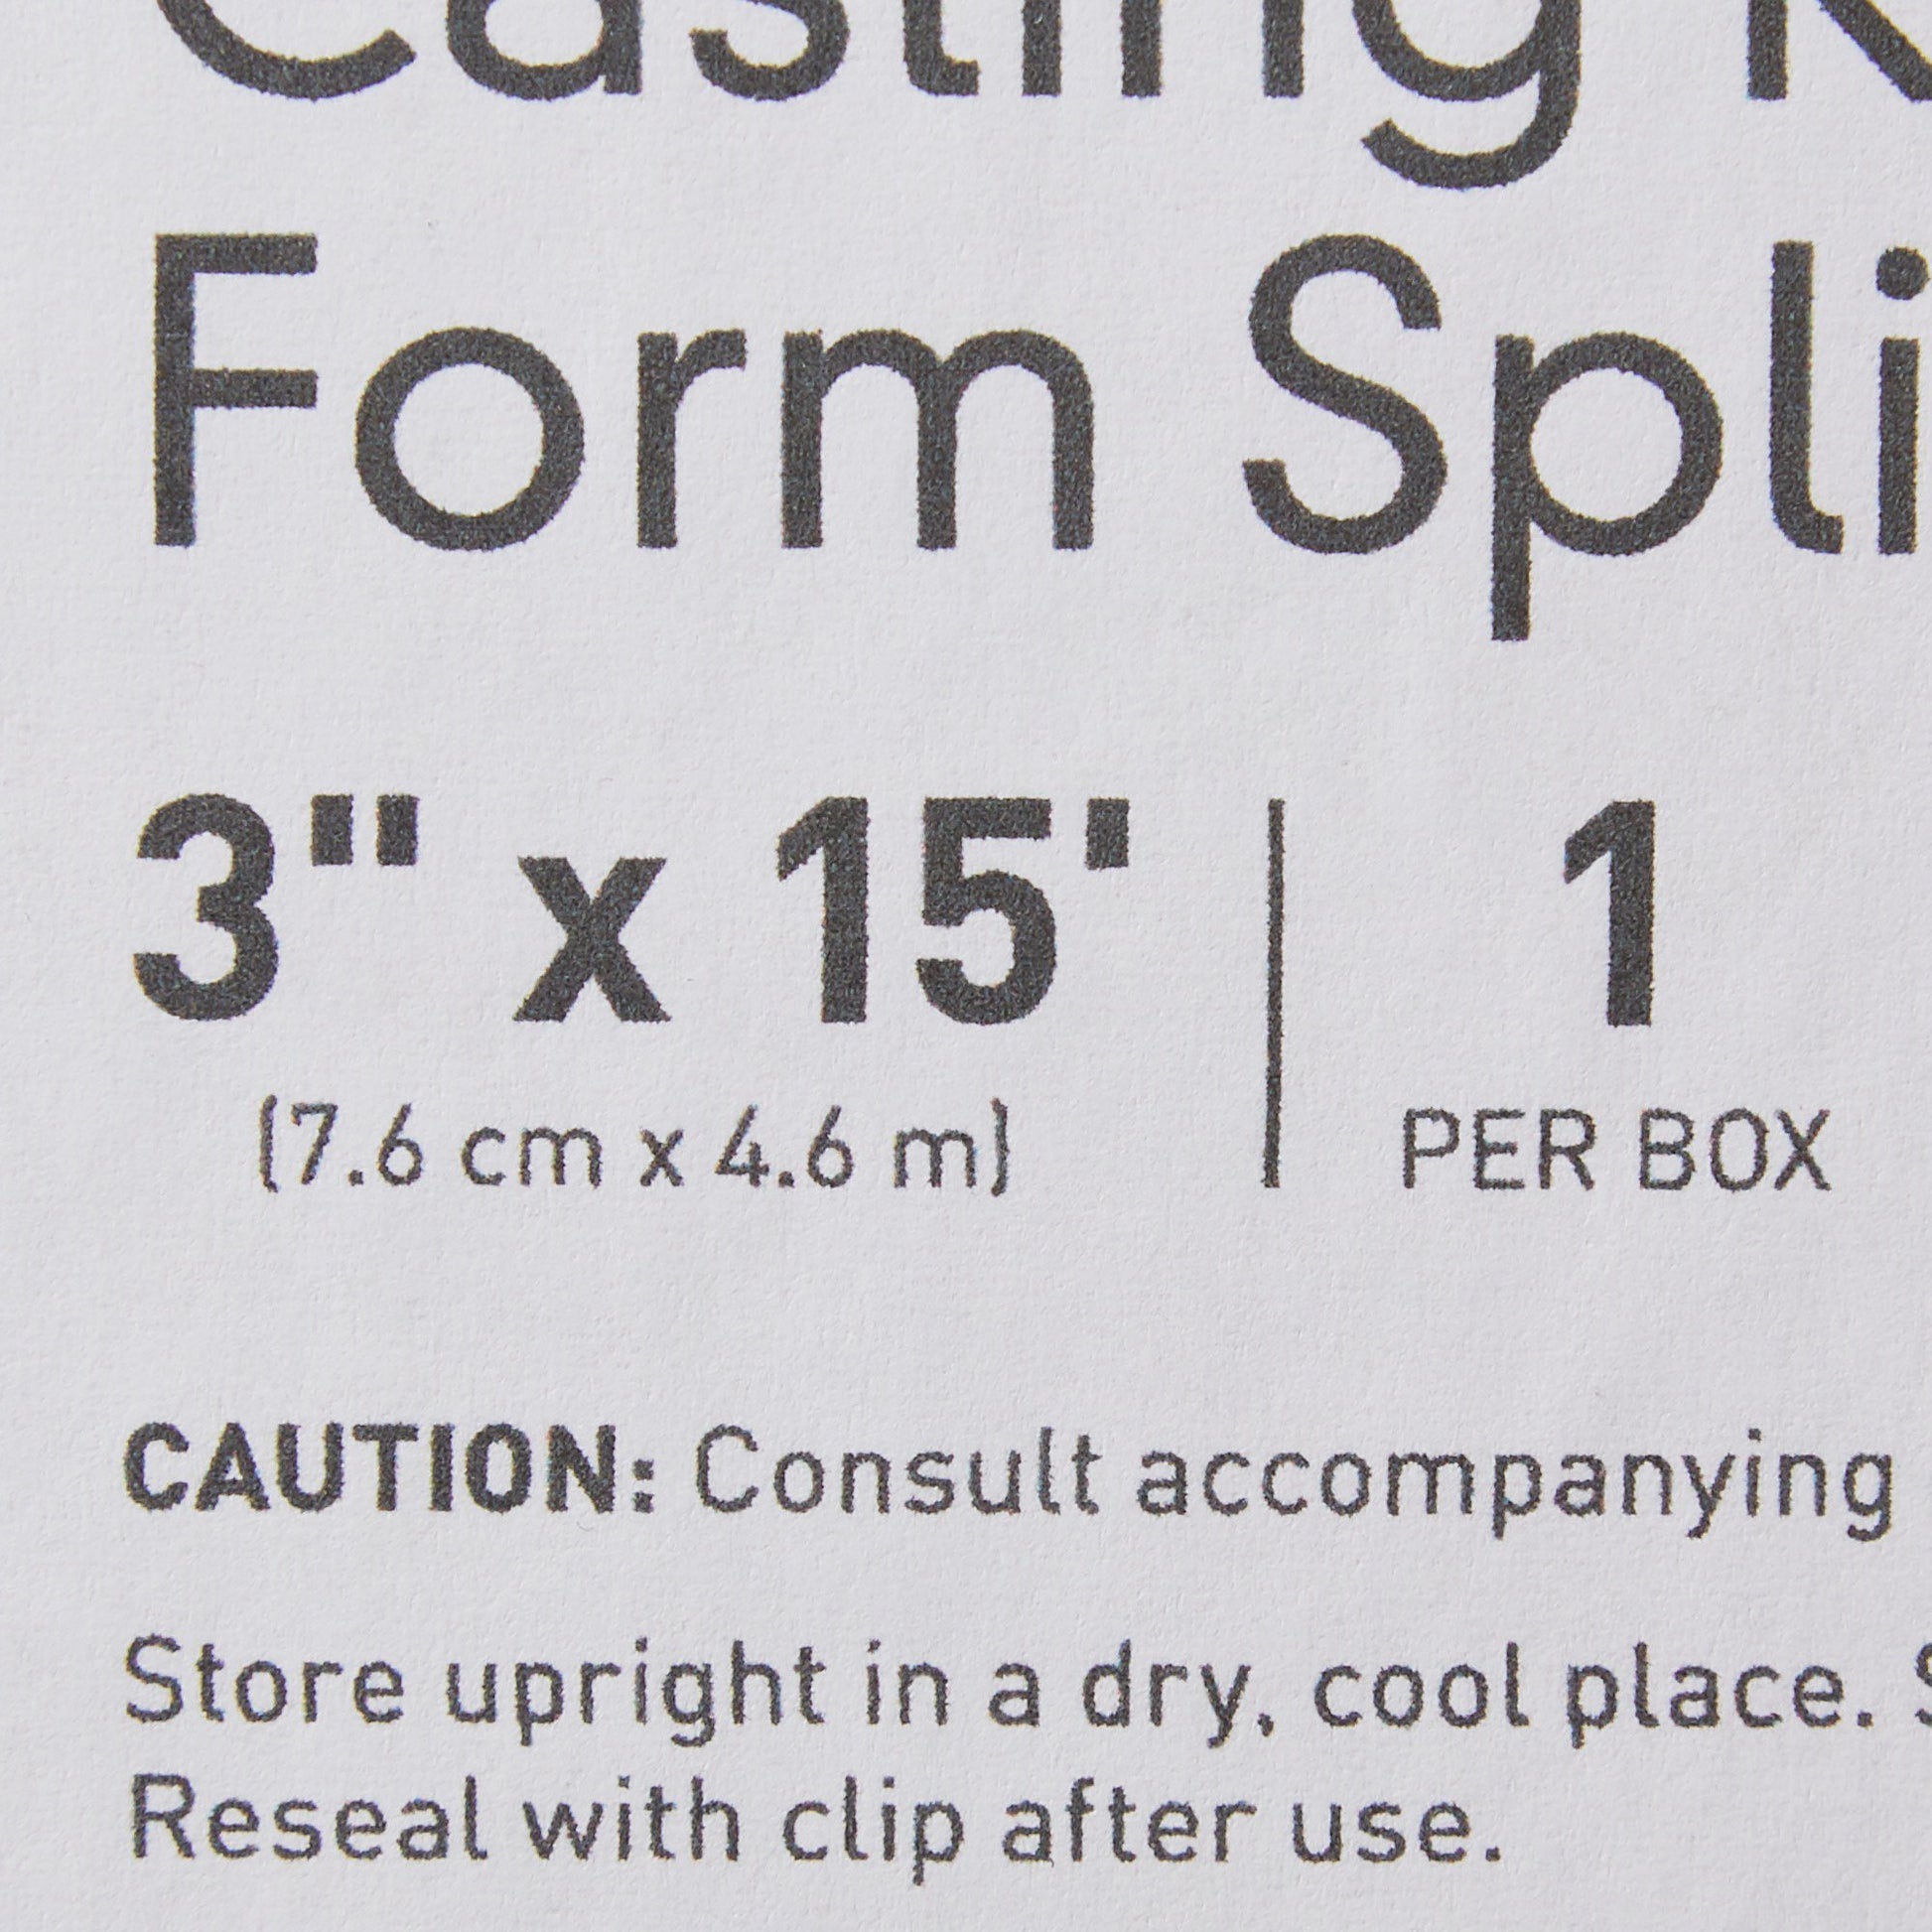 Casting
Form
3" x 15' | 1
(7.6 cm x 4.6 m) PER BOX
CAUTION: Consult accompanying
Store upright in a dry, cool place.
Reseal with clip after use.